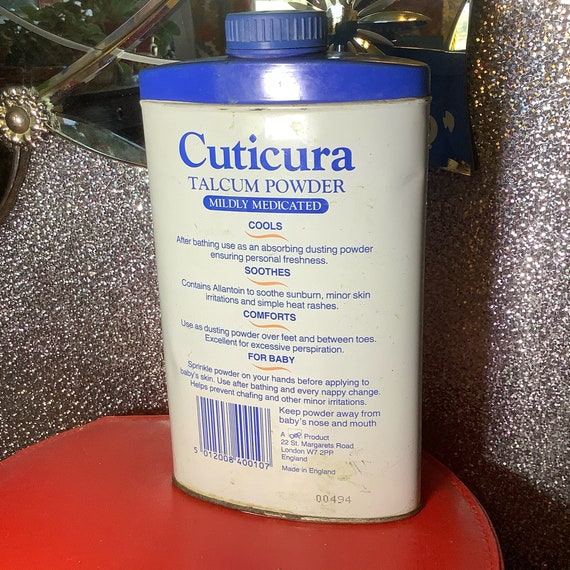 Cuticura
TALCUM POWDER
MILDLY MEDICATED
COOLS
After bathing use as an absorbing dusting powder
ensuring personal freshness.
SOOTHES
Contains Allantoin to soothe sunburn, minor skin
irritations and simple heat rashes.
COMFORTS
Use as dusting powder over feet and between toes.
Excellent for excessive perspiration.
FOR BABY
Sprinkle powder on your hands before applying to
baby's skin. Use after bathing and every nappy change.
Helps prevent chafing and other minor irritations.
Keep powder away from
baby's nose and mouth
A Product
22 St. Margarets Road
London W7 2PP
England
Made in England
5 012008 400107
00494